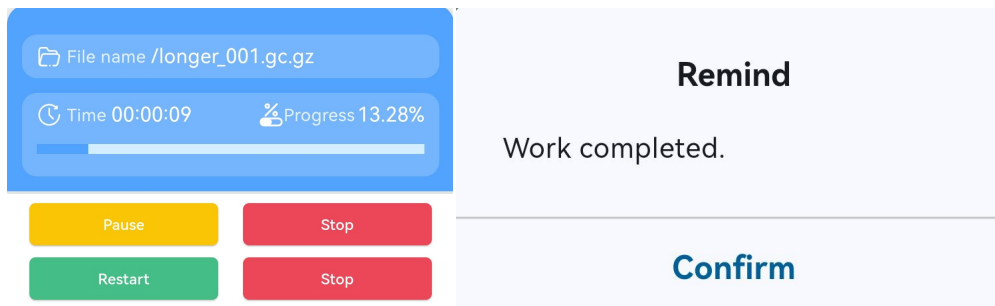 File name /longer_001.gc.gz
Time 00:00:09 Progress 13.28%
Pause Stop
Restart Stop
Remind
Work completed.
Confirm